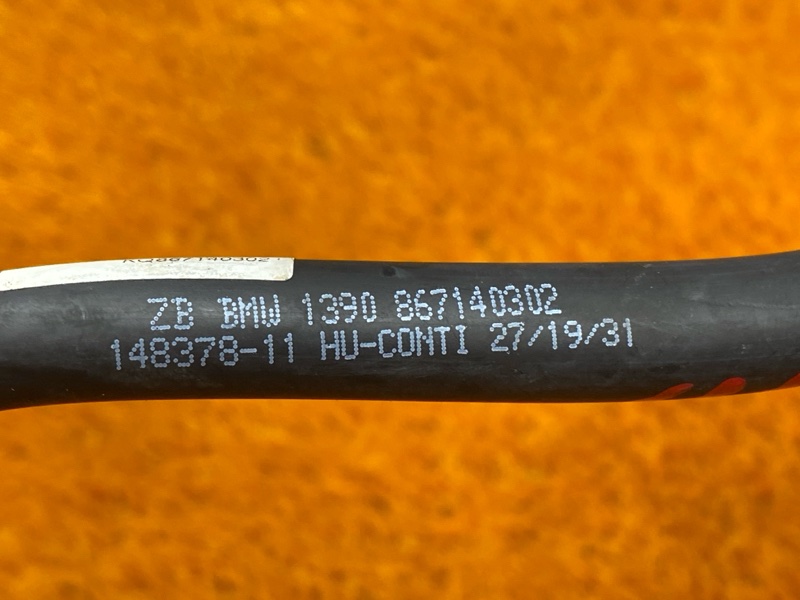 ZB BMW 1390 867140302
148378-11 HU-CONTI 27/19/31